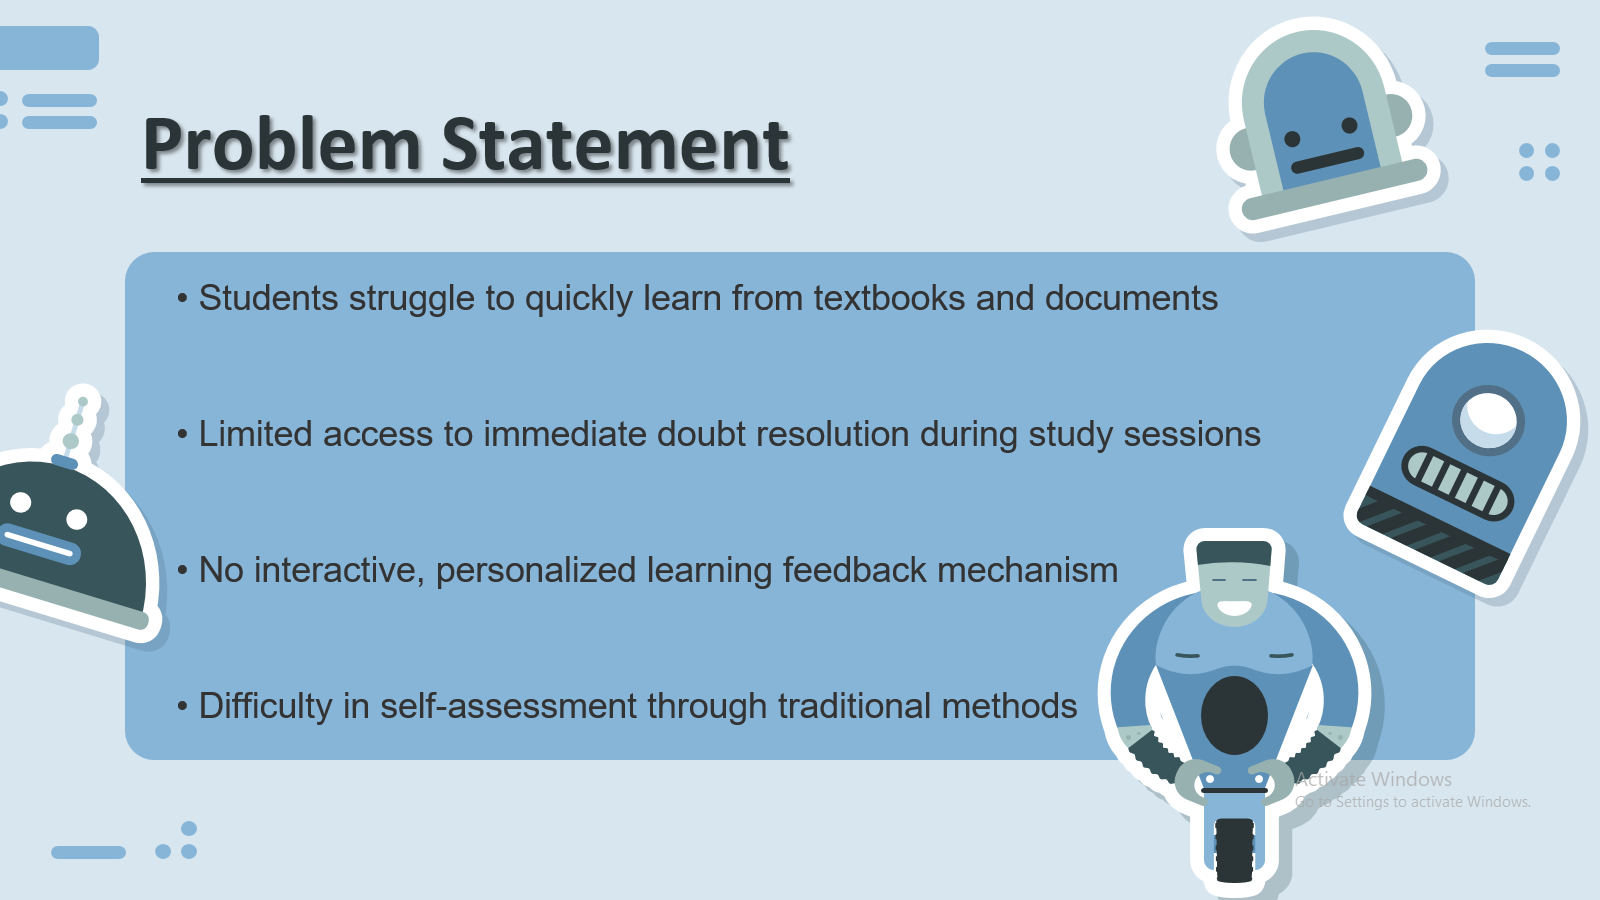 Problem Statement
• Students struggle to quickly learn from textbooks and documents
• Limited access to immediate doubt resolution during study sessions
• No interactive, personalized learning feedback mechanism
• Difficulty in self-assessment through traditional methods
Activate Windows
Go to Settings to activate Windows.